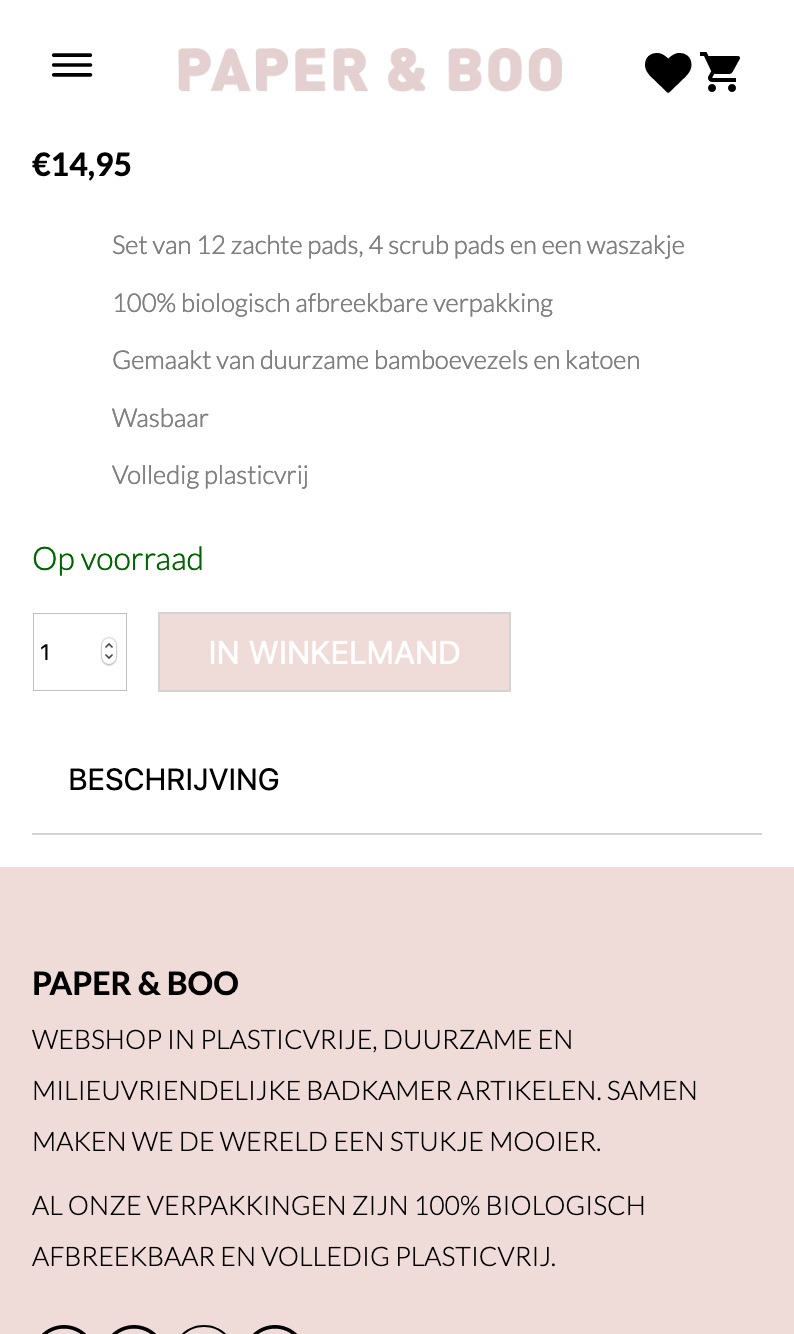 PAPER & BOO
€14,95
Set van 12 zachte pads, 4 scrub pads en een waszakje
100% biologisch afbreekbare verpakking
Gemaakt van duurzame bamboevezels en katoen
Wasbaar
Volledig plasticvrij
Op voorraad
1
IN WINKELMAND
BESCHRIJVING
PAPER & BOO
WEBSHOP IN PLASTICVRIJE, DUURZAME EN
MILIEUVRIENDELIJKE BADKAMER ARTIKELEN. SAMEN
MAKEN WE DE WERELD EEN STUKJE MOOIER.
AL ONZE VERPAKKINGEN ZIJN 100% BIOLOGISCH
AFBREEKBAAR EN VOLLEDIG PLASTICVRIJ.